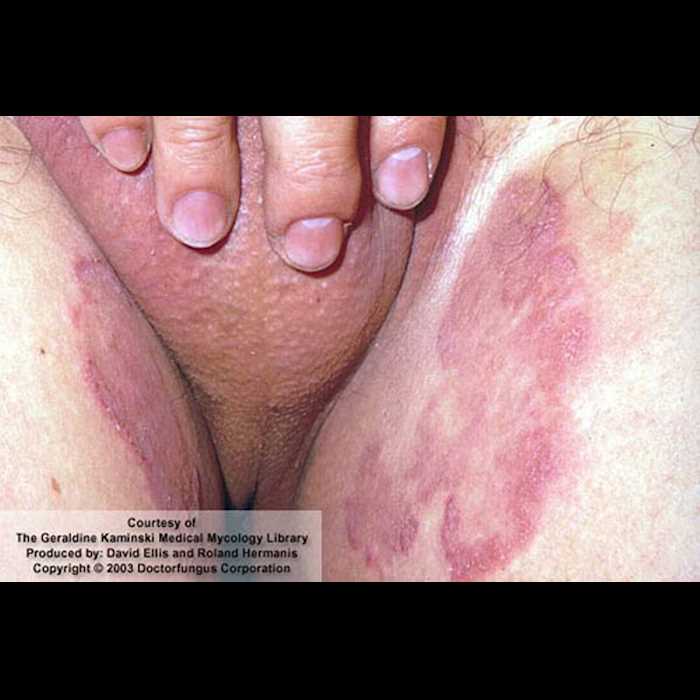 Courtesy of
The Geraldine Kaminski Medical Mycology Library
Produced by: David Ellis and Roland Hermanis
Copyright © 2003 Doctorfungus Corporation